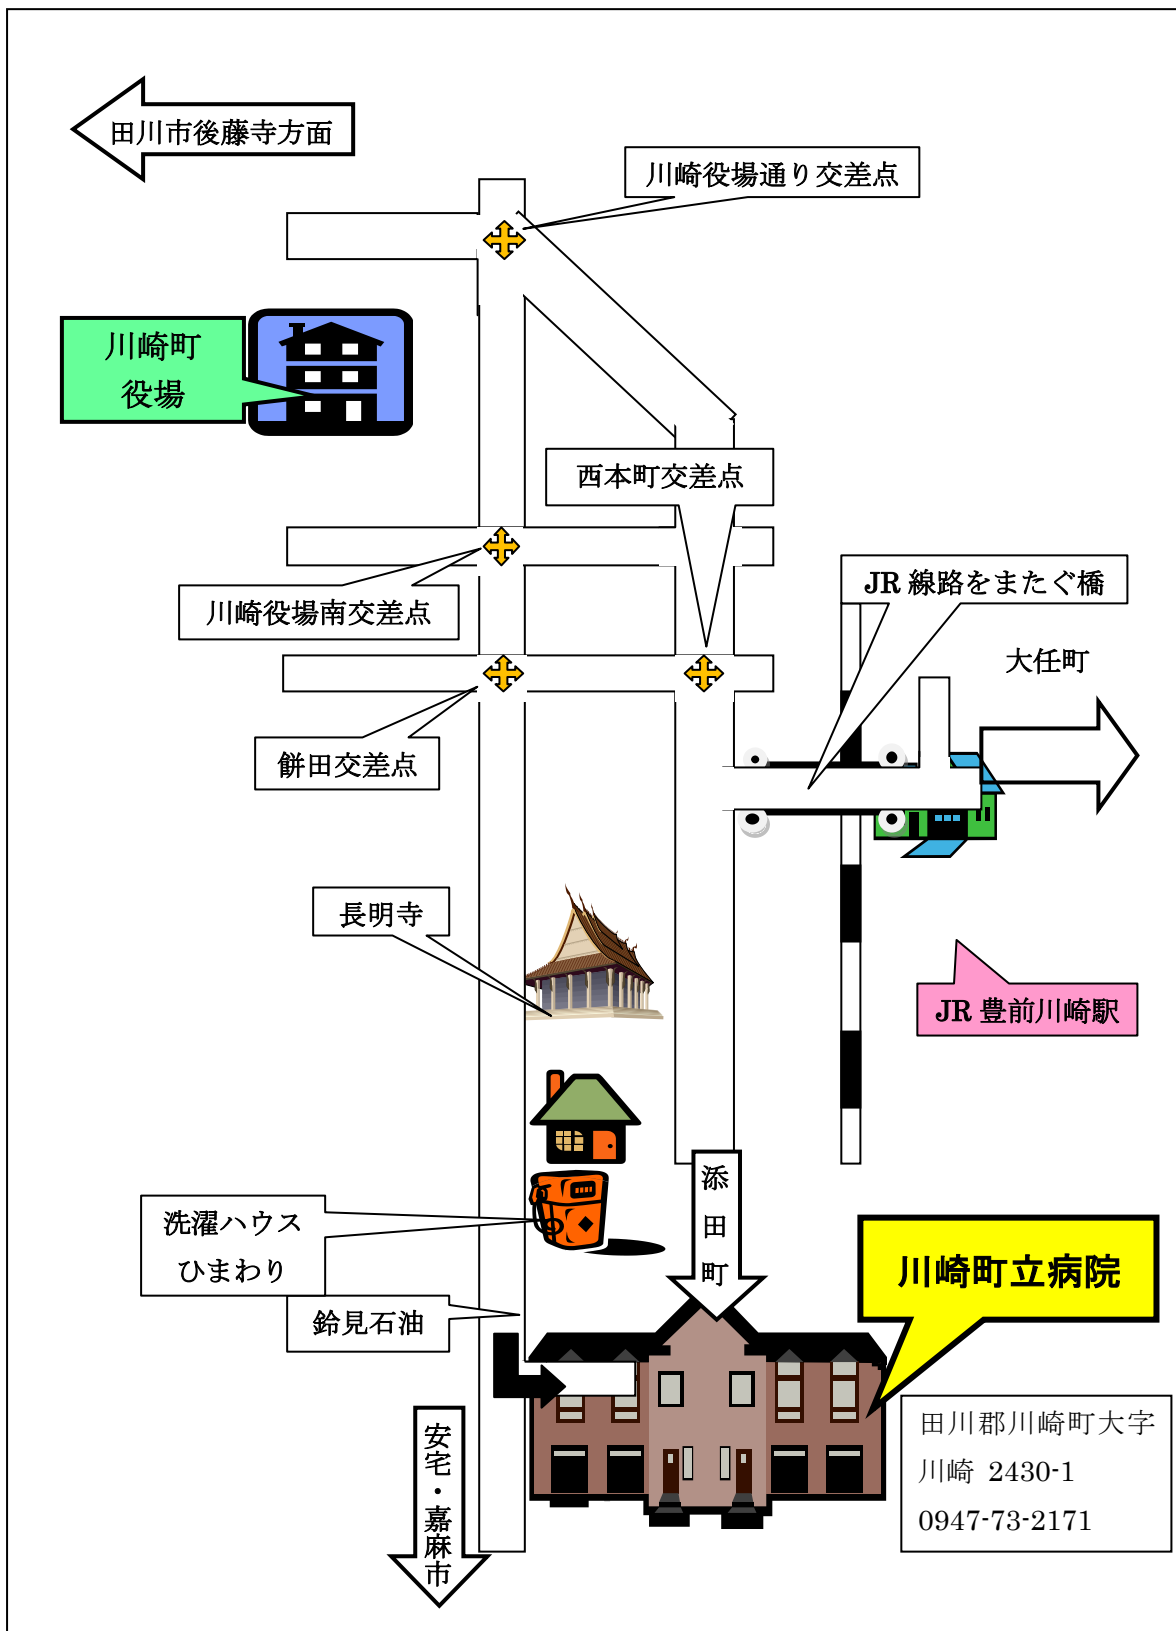 田川市後藤寺方面
川崎役場通り交差点
川崎町
役場
西本町交差点
JR 線路をまたぐ橋
川崎役場南交差点
大任町
餅田交差点
長明寺
JR 豊前川崎駅
添田町
洗濯ハウス
ひまわり
川崎町立病院
鈴見石油
安宅・嘉麻市
田川郡川崎町大字
川崎 2430-1
0947-73-2171